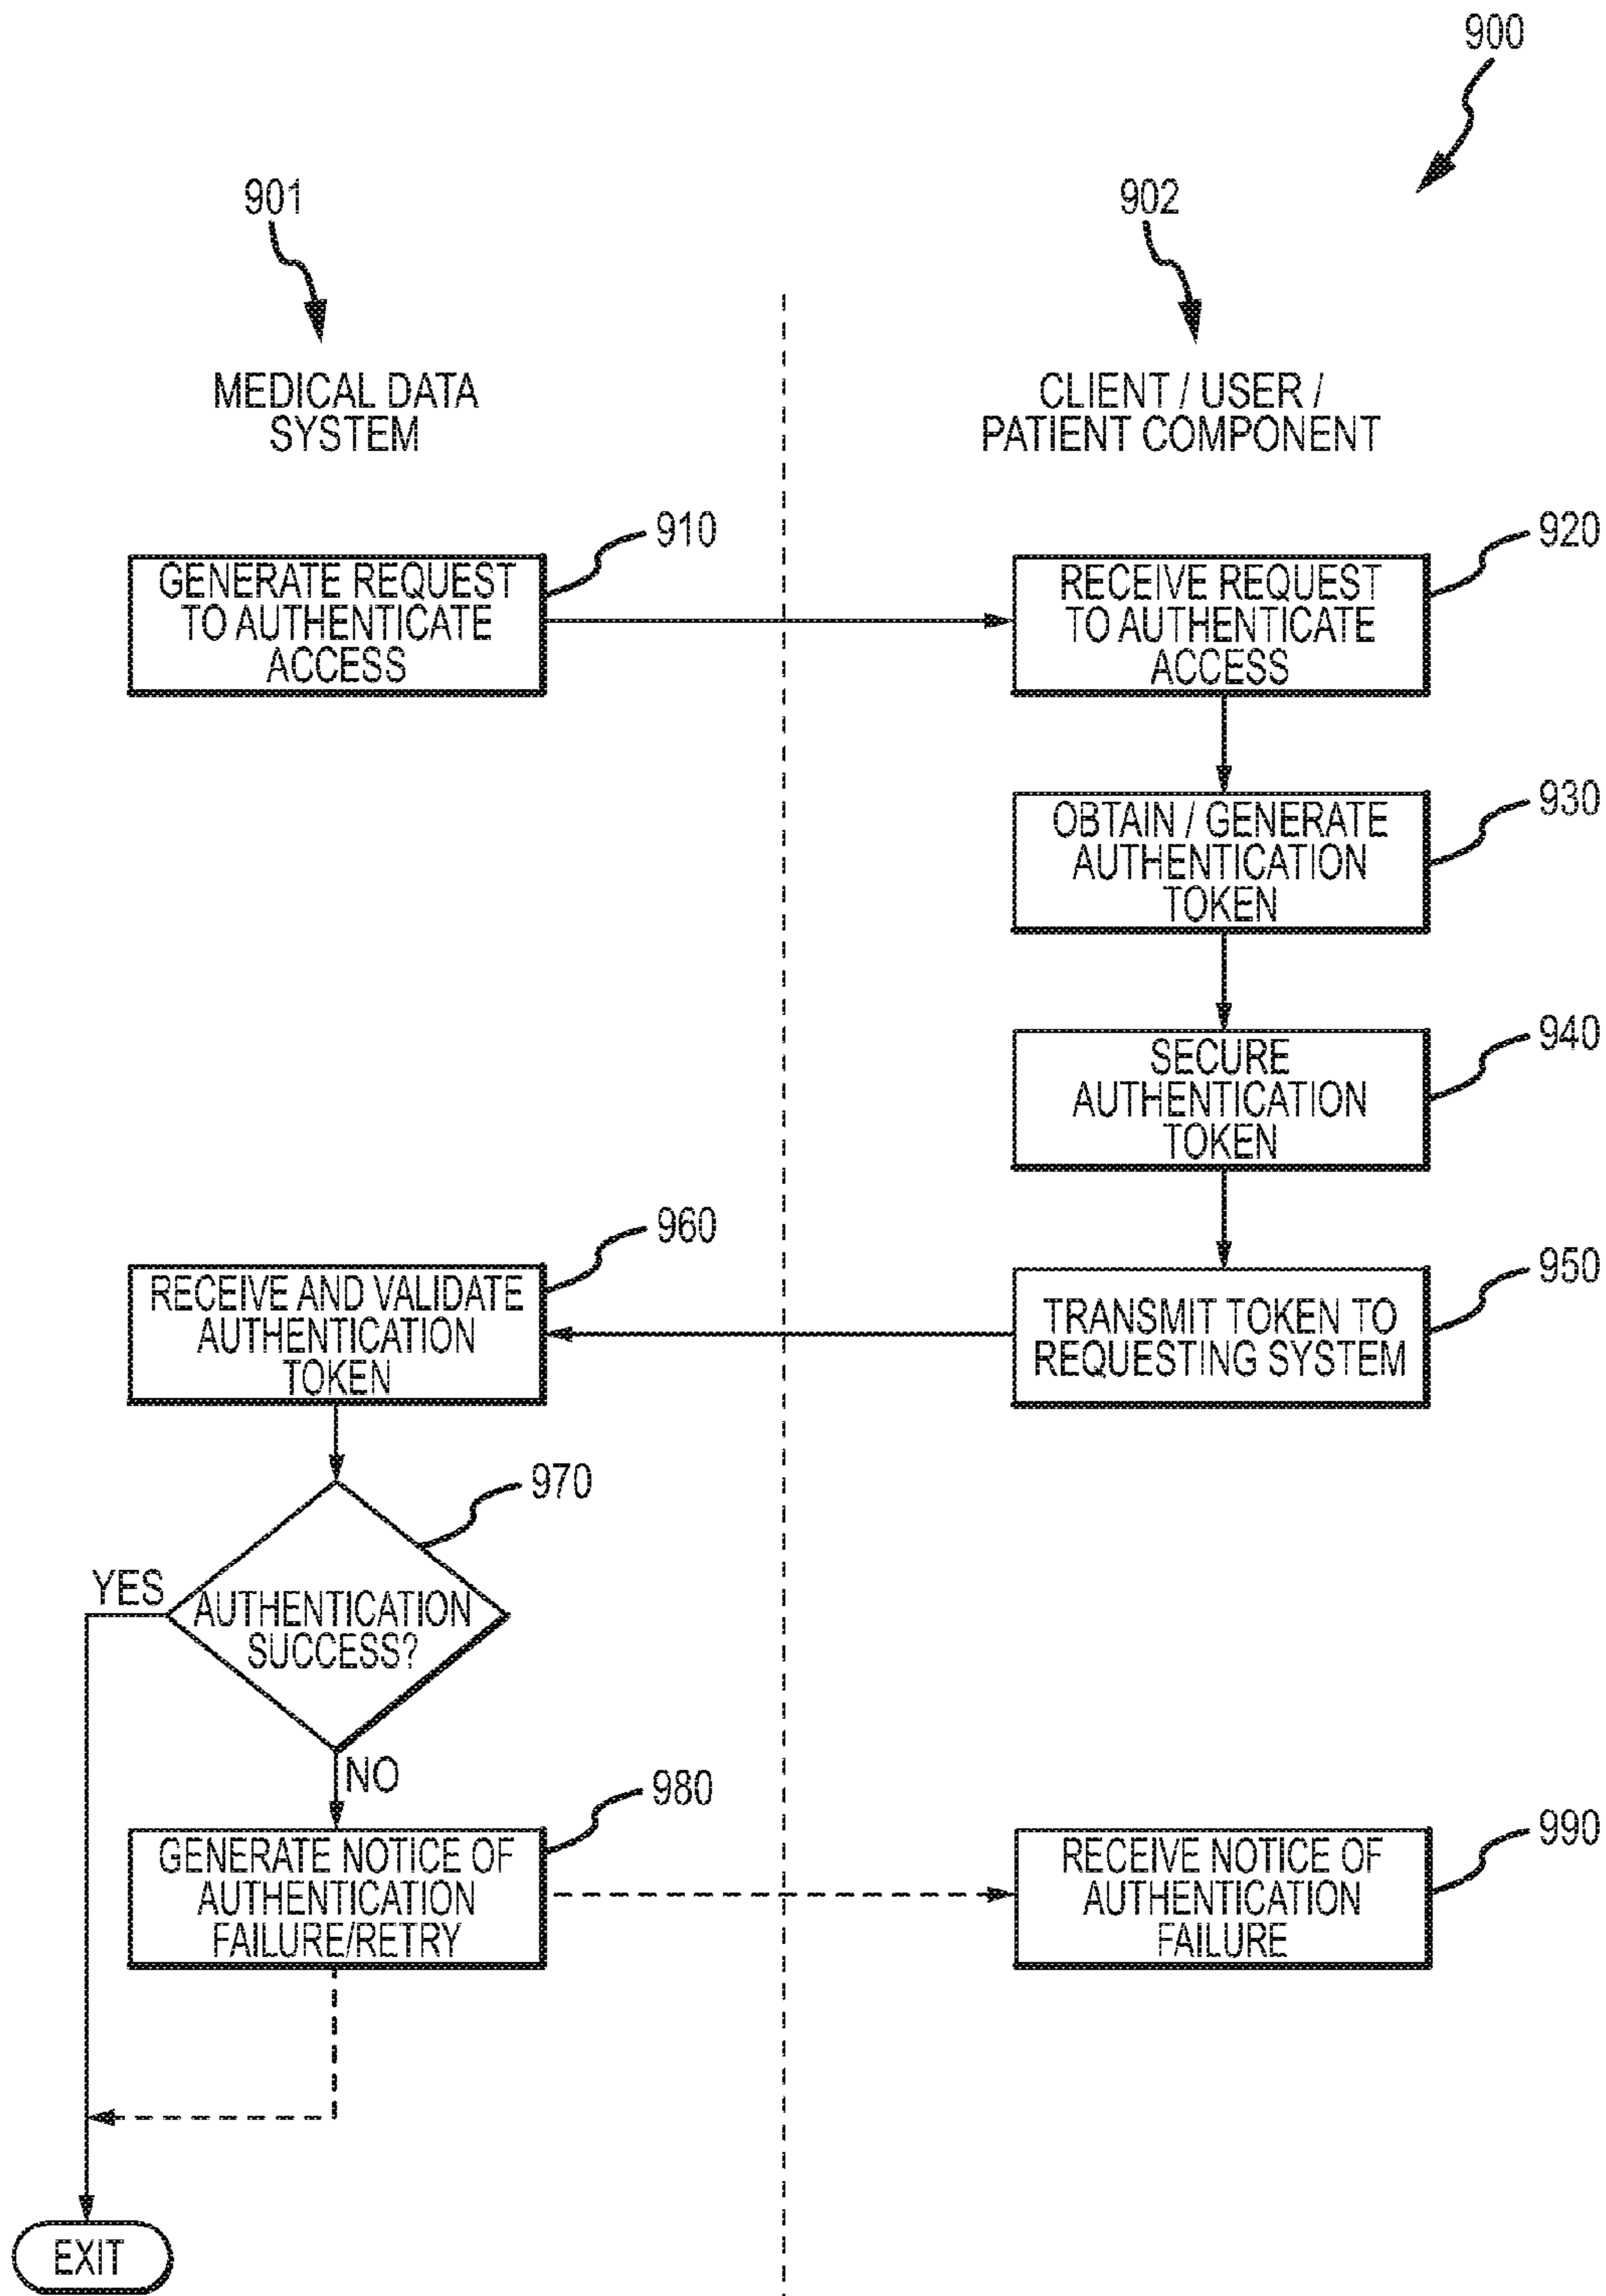 900
901
902
MEDICAL DATA
SYSTEM
CLIENT / USER /
PATIENT COMPONENT
910
GENERATE REQUEST
TO AUTHENTICATE
ACCESS
920
RECEIVE REQUEST
TO AUTHENTICATE
ACCESS
930
OBTAIN / GENERATE
AUTHENTICATION
TOKEN
940
SECURE
AUTHENTICATION
TOKEN
950
TRANSMIT TOKEN TO
REQUESTING SYSTEM
960
RECEIVE AND VALIDATE
AUTHENTICATION
TOKEN
970
YES
AUTHENTICATION
SUCCESS?
NO
980
GENERATE NOTICE OF
AUTHENTICATION
FAILURE/RETRY
990
RECEIVE NOTICE OF
AUTHENTICATION
FAILURE
EXIT